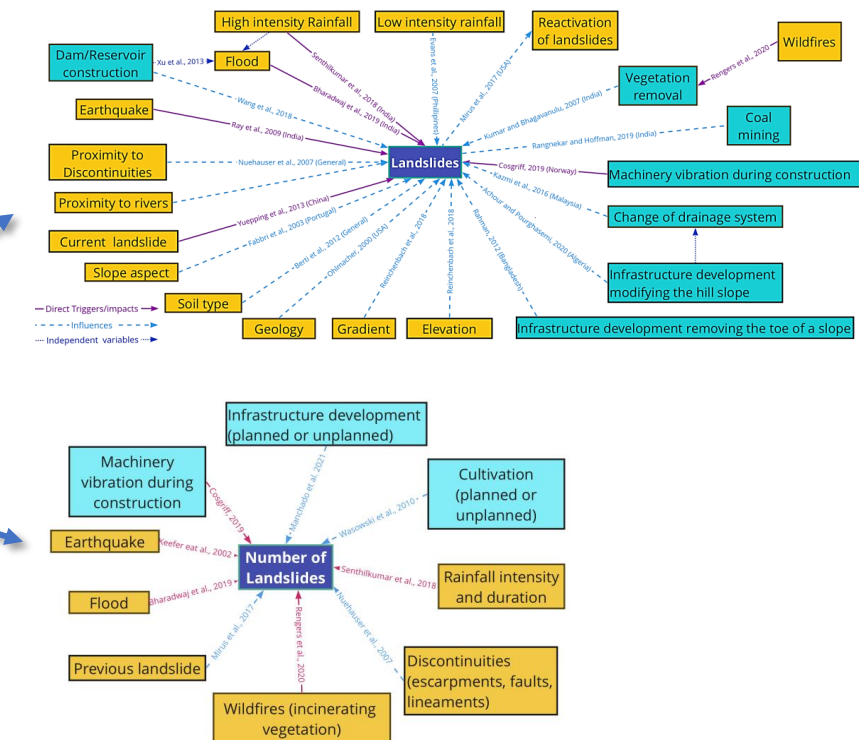 High intensity Rainfall
Low intensity rainfall
Reactivation
of landslides
Wildfires
Dam/Reservoir
construction
Xu et al., 2013
Flood
Senthilkumar et al., 2018 (India)
Bharadwaj et al., 2019 (India)
Evans et al., 2007 (Philippines)
Mirus et al., 2017 (USA)
Rengers et al., 2020
Vegetation
removal
Kumar and Bhagavanulu, 2007 (India)
Wang et al., 2018
Earthquake
Ray et al., 2009 (India)
Coal
mining
Rangnekar and Hoffman, 2019 (India)
Proximity to
Discontinuities
Nuehauser et al., 2007 (General)
Landslides
Cosgriff, 2019 (Norway)
Machinery vibration during construction
Proximity to rivers
Kazmi et al., 2016 (Malaysia)
Change of drainage system
Yuepping et al., 2013 (China)
Current landslide
Fabbri et al., 2003 (Portugal)
Achour and Pourghasemi, 2020 (Algeria)
Slope aspect
Berti et al., 2012 (General)
Ohlmacher, 2000 (USA)
Reinchenbach et al., 2018
Reinchenbach et al., 2018
Rahman, 2012 (Bangladesh)
Infrastructure development
modifying the hill slope
Soil type
Direct Triggers/impacts
Influences
Independent variables
Geology
Gradient
Elevation
Infrastructure development removing the toe of a slope
Infrastructure development
(planned or unplanned)
Machinery
vibration during
construction
Cosgriff, 2019
Manchado et al. 2021
Wasowski et al., 2010
Cultivation
(planned or
unplanned)
Earthquake
Keefer eat al., 2002
Number of
Landslides
Senthilkumar et al., 2018
Rainfall intensity
and duration
Flood
Bharadwaj et al., 2019
Mirus et al., 2017
Rengers et al., 2020
Nuehauser et al., 2007
Previous landslide
Discontinuities
(escarpments, faults,
lineaments)
Wildfires (incinerating
vegetation)